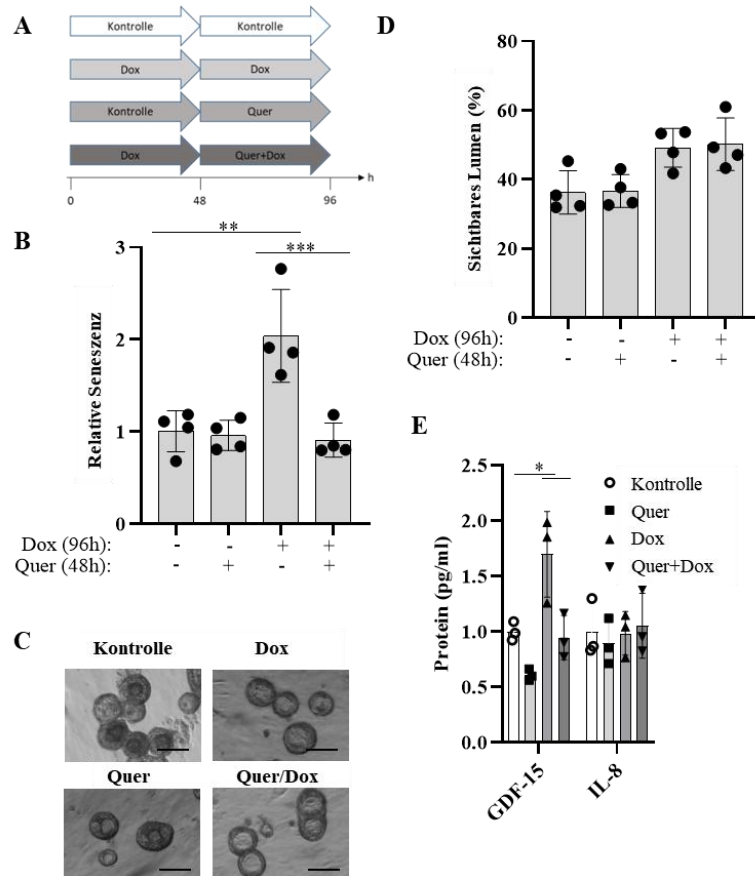 A
Kontrolle Kontrolle
Dox Dox
Kontrolle Quer
Dox Quer+Dox
h
0 48 96
B
**
***
Relative Seneszenz
3
2
1
0
Dox (96h): - - + +
Quer (48h): - + - +
C
Kontrolle Dox
Quer Quer/Dox
D
Sichtbares Lumen (%)
80
60
40
20
0
Dox (96h): - - + +
Quer (48h): - + - +
E
*
Kontrolle
Quer
Dox
Quer+Dox
Protein (pg/ml)
2.5
2.0
1.5
1.0
0.5
0.0
GDF-15 IL-8